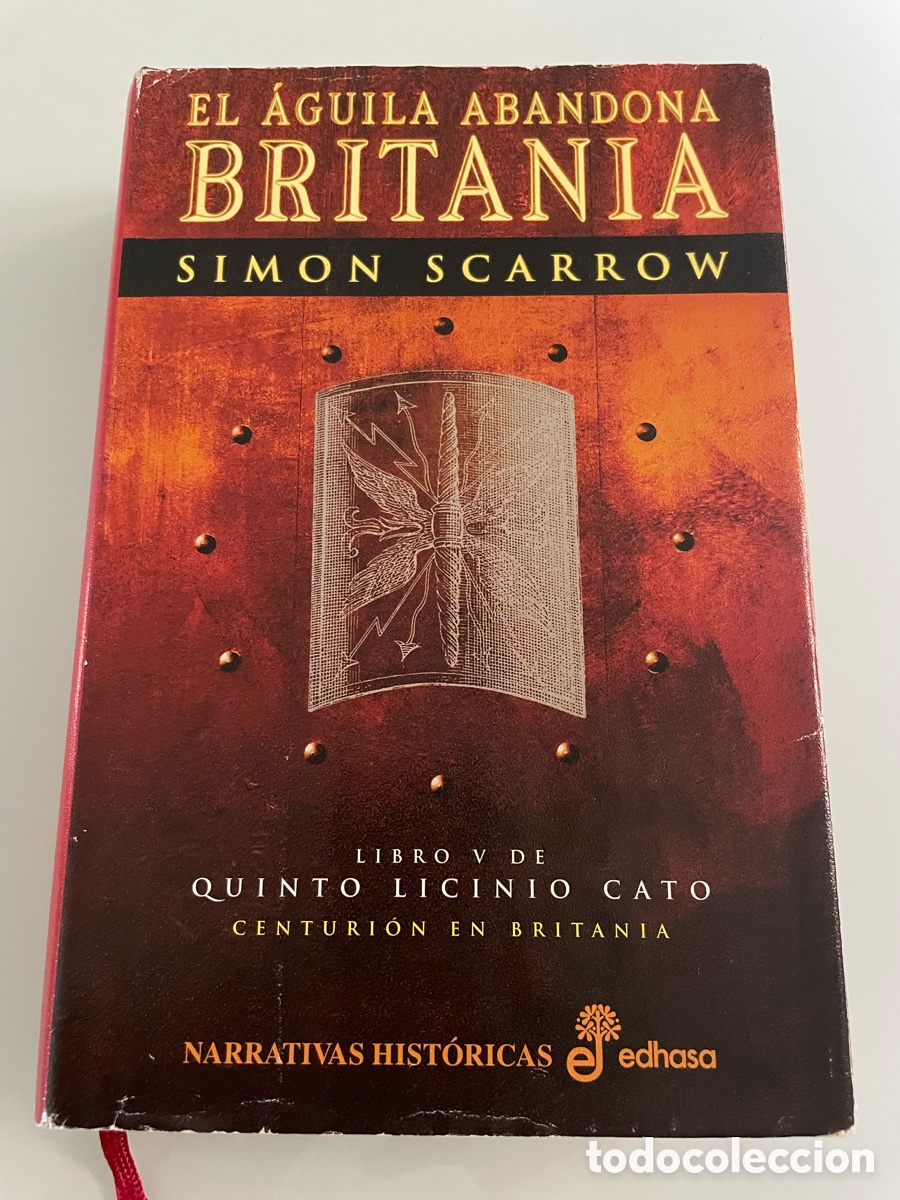 EL ÁGUILA ABANDONA
BRITANIA
SIMON SCARROW
LIBRO V DE
QUINTO LICINIO CATO
CENTURIÓN EN BRITANIA
NARRATIVAS HISTÓRICAS edhasa
todocoleccion